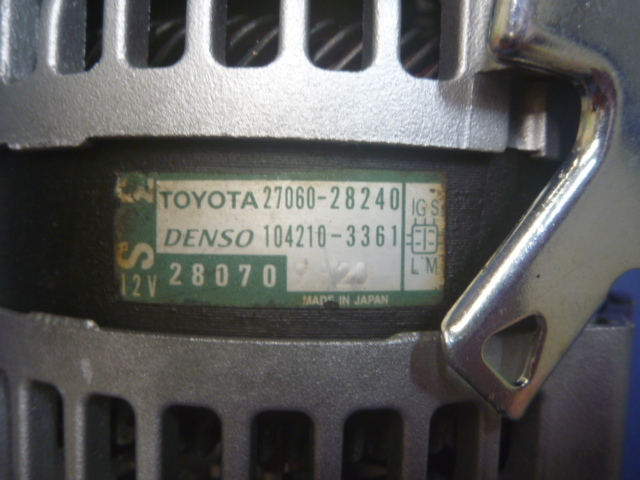 TOYOTA 27060-28240
DENSO 104210-3361
IG S
L M
S
12V
28070
MADE IN JAPAN